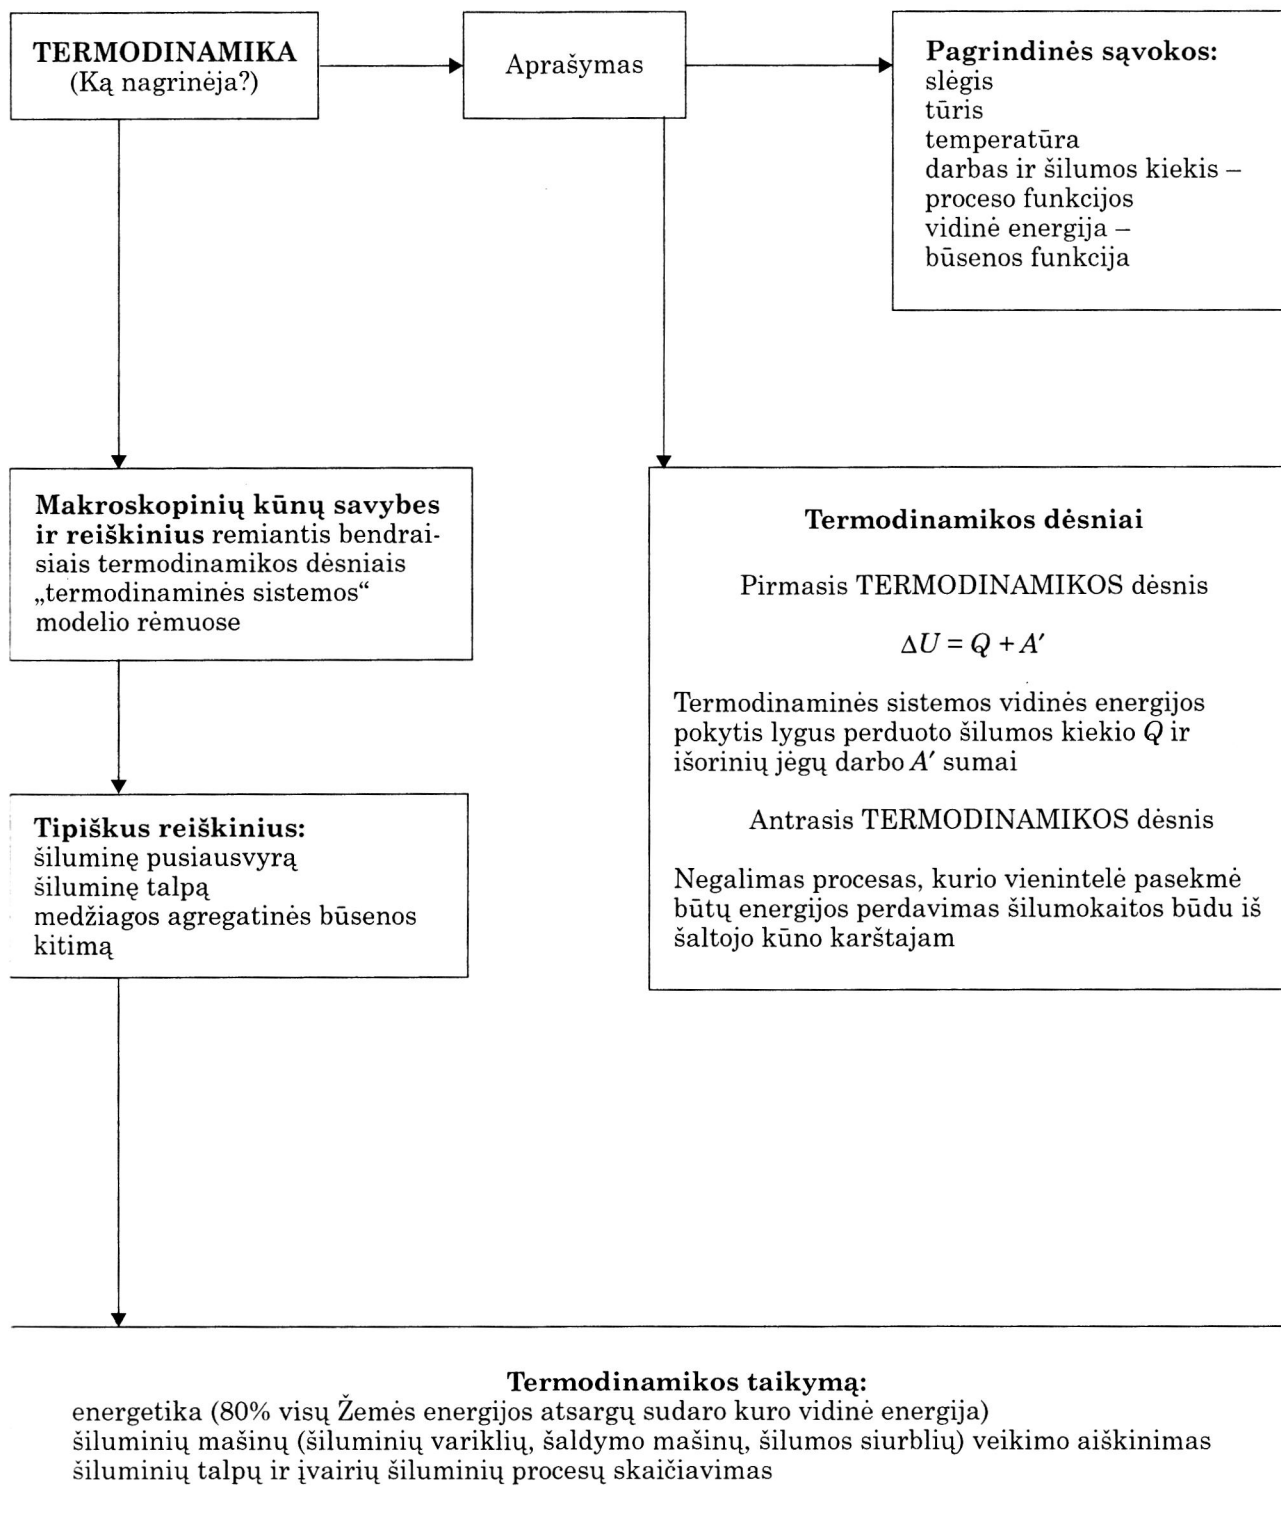 TERMODINAMIKA
(Ką nagrinėja?)
Aprašymas
Pagrindinės sąvokos:
slėgis
tūris
temperatūra
darbas ir šilumos kiekis –
proceso funkcijos
vidinė energija –
būsenos funkcija
Makroskopinių kūnų savybes
ir reiškinius remiantis bendrai-
siais termodinamikos dėsniais
„termodinaminės sistemos“
modelio rėmuose
Tipiškus reiškinius:
šiluminę pusiausvyrą
šiluminę talpą
medžiagos agregatinės būsenos
kitimą
Termodinamikos dėsniai
Pirmasis TERMODINAMIKOS dėsnis
ΔU = Q + A′
Termodinaminės sistemos vidinės energijos
pokytis lygus perduoto šilumos kiekio Q ir
išorinių jėgų darbo A′ sumai
Antrasis TERMODINAMIKOS dėsnis
Negalimas procesas, kurio vienintelė pasekmė
būtų energijos perdavimas šilumokaitos būdu iš
šaltojo kūno karštajam
Termodinamikos taikymą:
energetika (80% visų Žemės energijos atsargų sudaro kuro vidinė energija)
šiluminių mašinų (šiluminių variklių, šaldymo mašinų, šilumos siurblių) veikimo aiškinimas
šiluminių talpų ir įvairių šiluminių procesų skaičiavimas